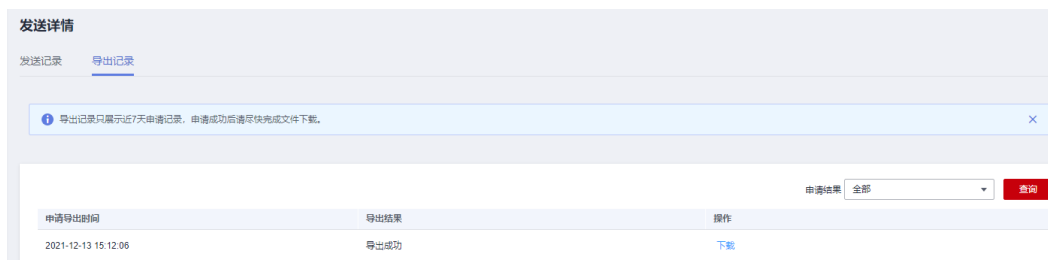 发送详情
发送记录 导出记录
导出记录只展示近7天申请记录，申请成功后请尽快完成文件下载。
申请结果 全部 查询
申请导出时间 导出结果 操作
2021-12-13 15:12:06 导出成功 下载